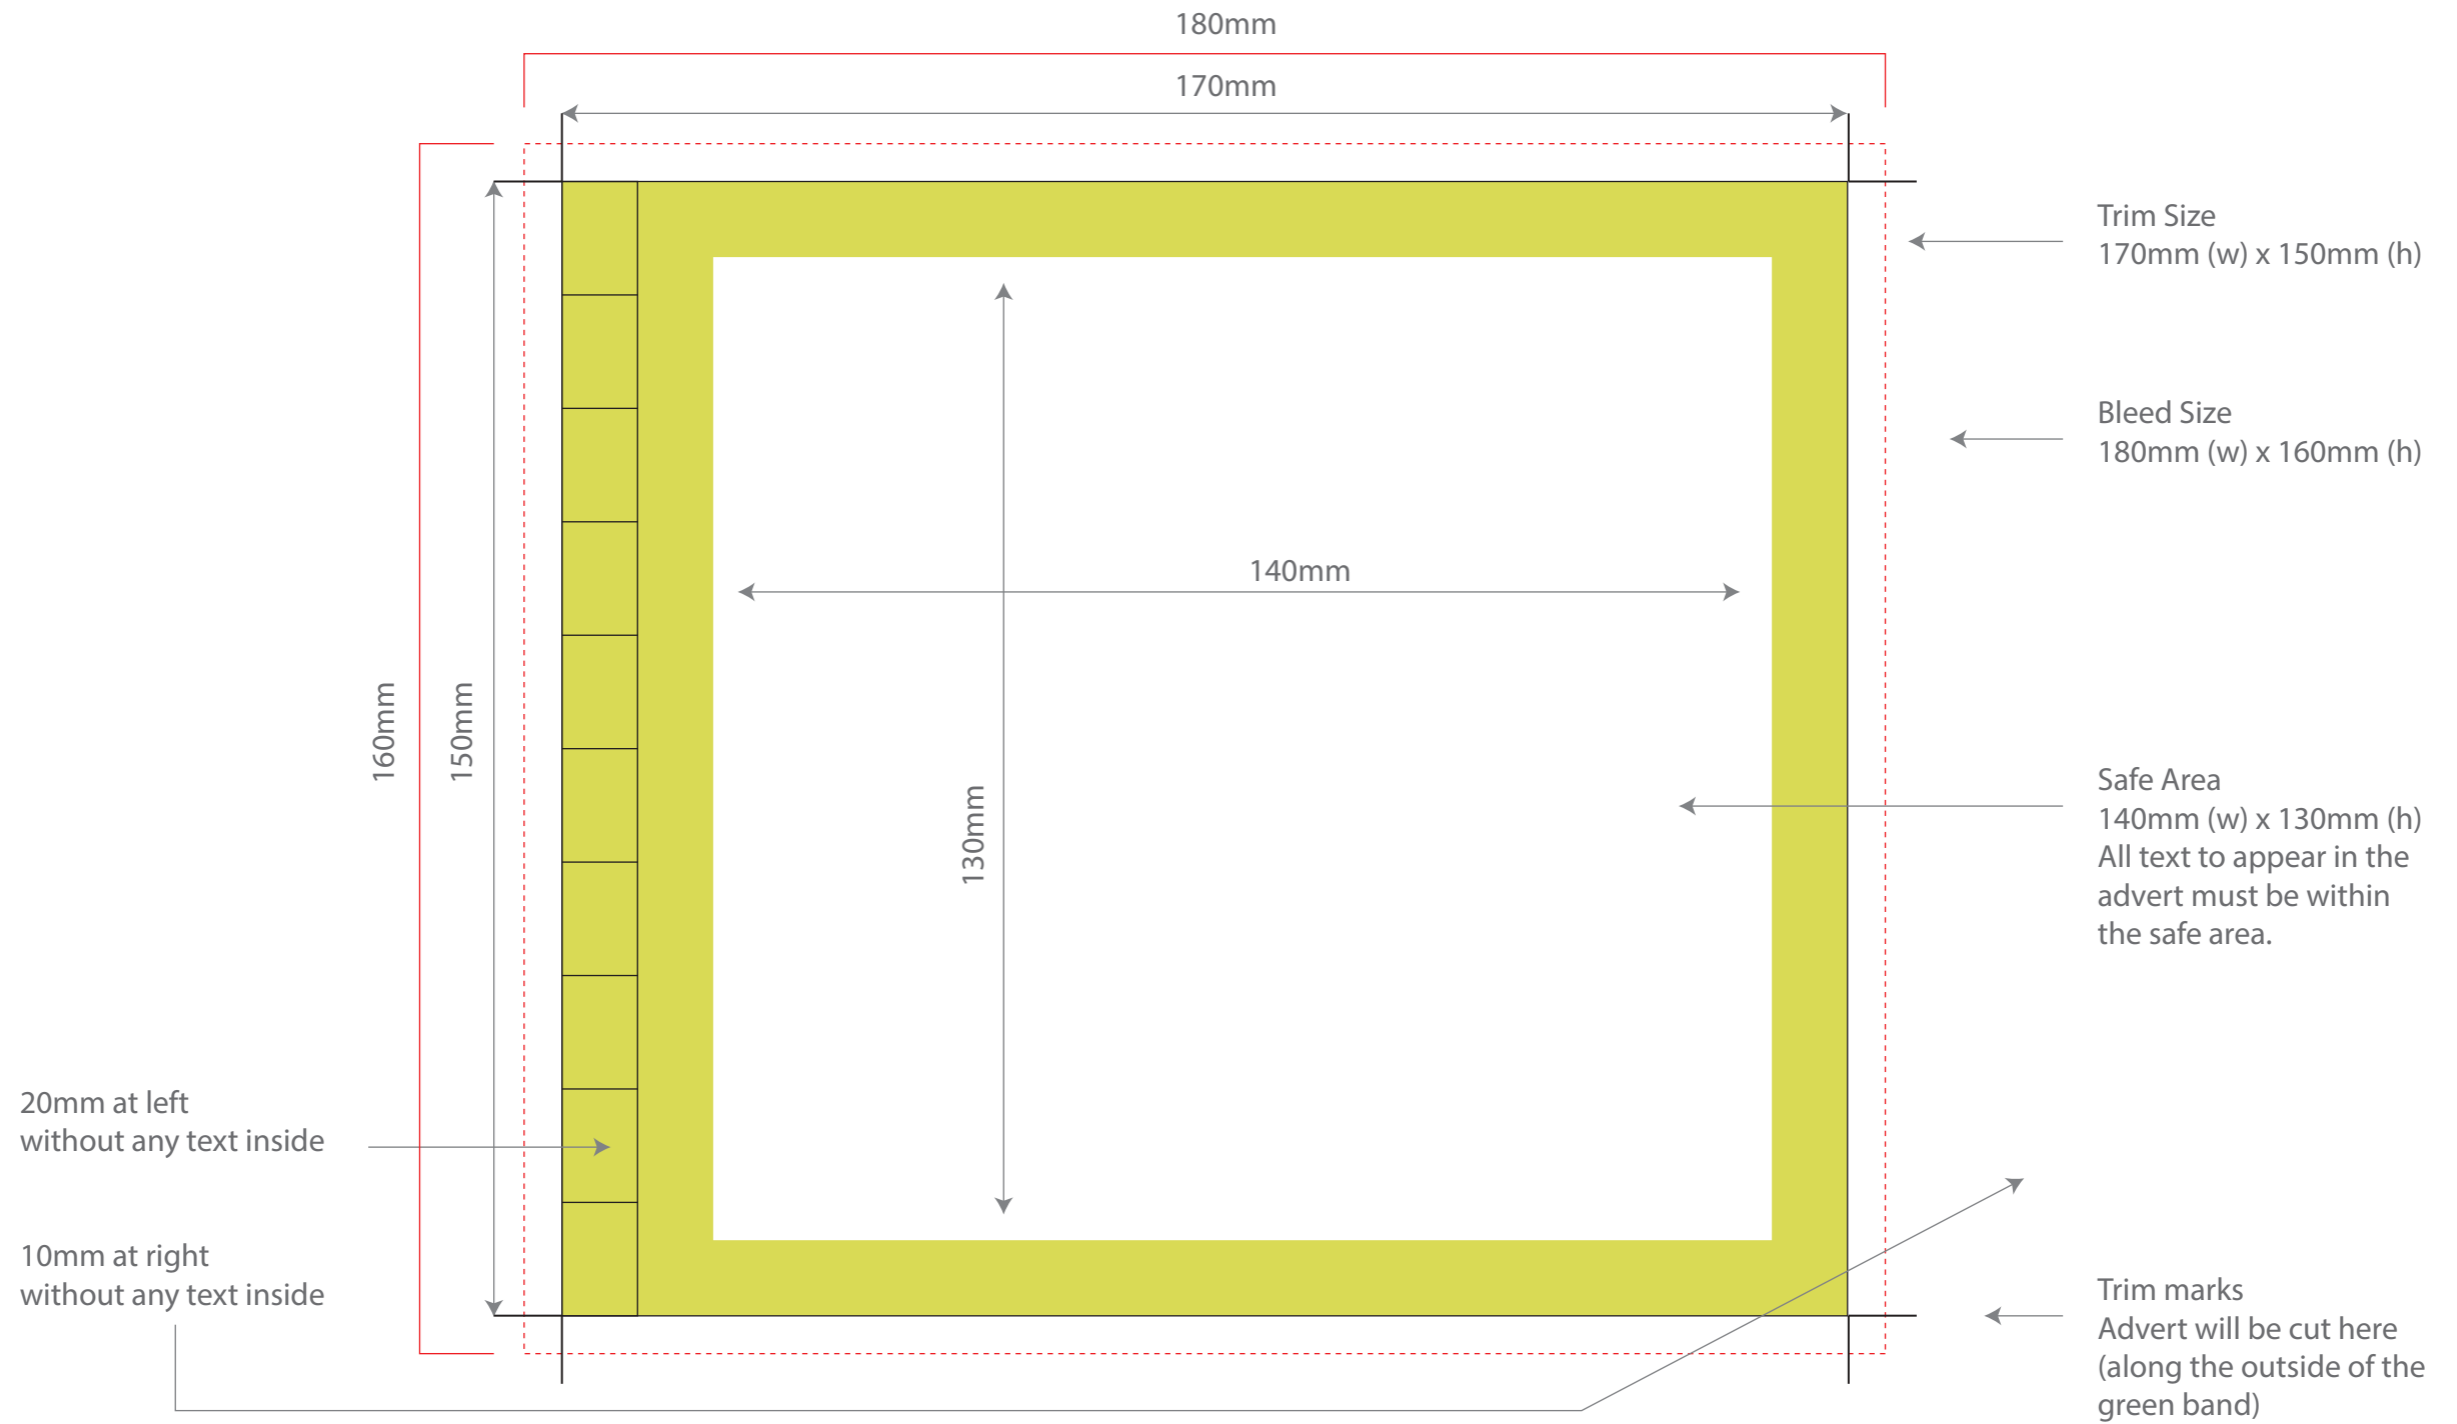 180mm
170mm
Trim Size
170mm (w) x 150mm (h)
Bleed Size
180mm (w) x 160mm (h)
140mm
160mm
150mm
130mm
Safe Area
140mm (w) x 130mm (h)
All text to appear in the
advert must be within
the safe area.
20mm at left
without any text inside
10mm at right
without any text inside
Trim marks
Advert will be cut here
(along the outside of the
green band)